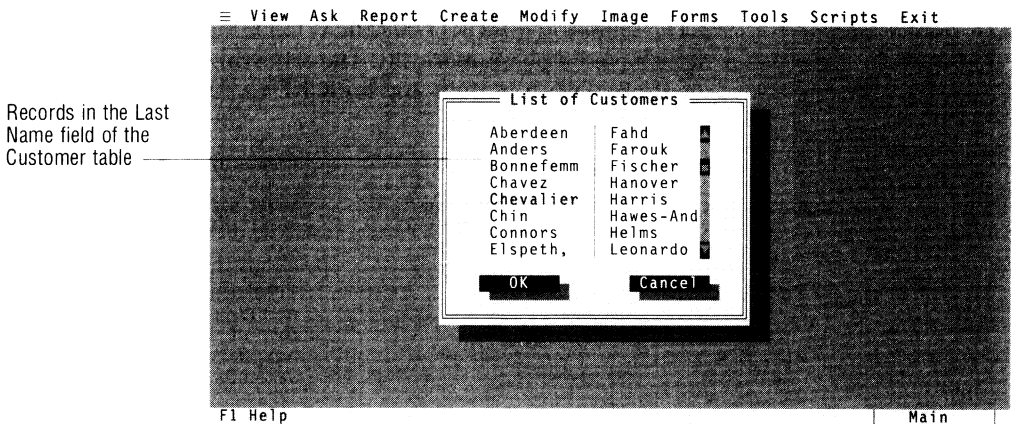 ≡ View Ask Report Create Modify Image Forms Tools Scripts Exit
Records in the Last
Name field of the
Customer table
List of Customers
Aberdeen Fahd
Anders Farouk
Bonnefemm Fischer
Chavez Hanover
Chevalier Harris
Chin Hawes-And
Connors Helms
Elspeth, Leonardo
OK Cancel
F1 Help Main